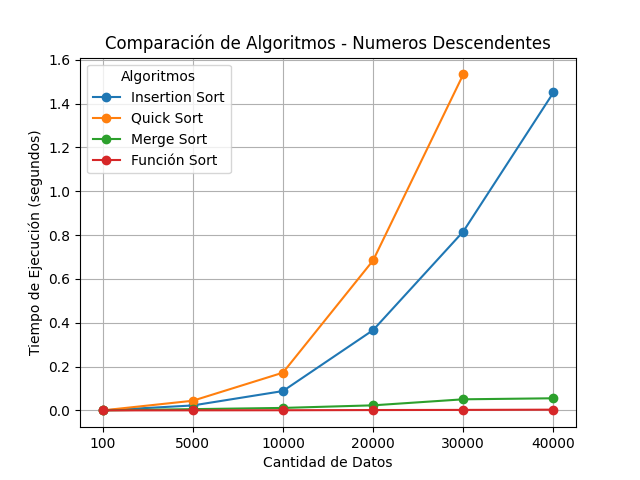 Comparación de Algoritmos - Numeros Descendentes
1.6
1.4
1.2
1.0
0.8
0.6
0.4
0.2
0.0
Tiempo de Ejecución (segundos)
Algoritmos
Insertion Sort
Quick Sort
Merge Sort
Función Sort
100 5000 10000 20000 30000 40000
Cantidad de Datos